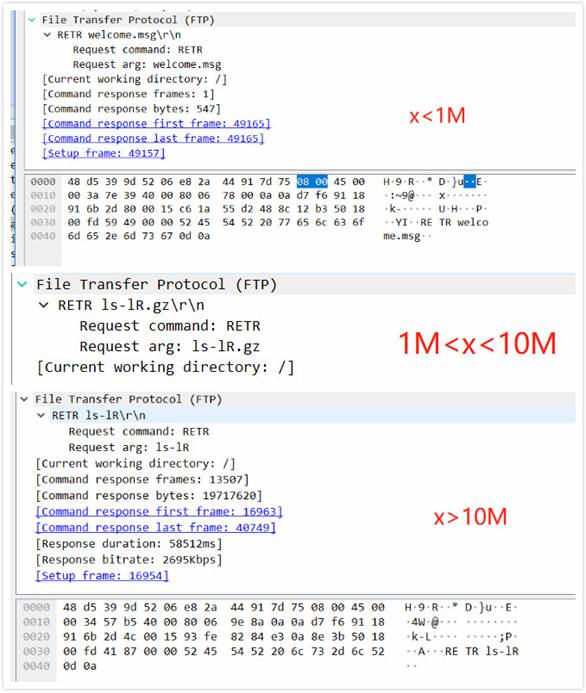 File Transfer Protocol (FTP)
RETR welcome.msg\r\n
Request command: RETR
Request arg: welcome.msg
[Current working directory: /]
[Command response frames: 1]
[Command response bytes: 547]
[Command response first frame: 49165]
[Command response last frame: 49165]
[Setup frame: 49157]
x<1M
0000 48 d5 39 9d 52 06 e8 2a 44 91 7d 75 08 00 45 00 H·9·R··*D·}u··E·
0010 00 3a 7e 39 40 00 80 06 78 00 0a 0a d7 f6 91 18 ·:~9@···x·······
0020 91 6b 2d 80 00 15 c6 1a 55 d2 48 8c 12 b3 50 18 ·k-·····U·H···P·
0030 00 fd 59 49 00 00 52 45 54 52 20 77 65 6c 63 6f ··YI··RETR welco
0040 6d 65 2e 6d 73 67 0d 0a me.msg··
File Transfer Protocol (FTP)
RETR ls-lR.gz\r\n
Request command: RETR
Request arg: ls-lR.gz
[Current working directory: /]
1M<x<10M
File Transfer Protocol (FTP)
RETR ls-lR\r\n
Request command: RETR
Request arg: ls-lR
[Current working directory: /]
[Command response frames: 13507]
[Command response bytes: 19717620]
[Command response first frame: 16963]
[Command response last frame: 40749]
[Response duration: 58512ms]
[Response bitrate: 2695Kbps]
[Setup frame: 16954]
x>10M
0000 48 d5 39 9d 52 06 e8 2a 44 91 7d 75 08 00 45 00 H·9·R··*D·}u··E·
0010 00 34 57 b5 40 00 80 06 9e 8a 0a 0a d7 f6 91 18 ·4W·@···········
0020 91 6b 2d 4c 00 15 93 fe 82 84 e3 0a 8e 3b 50 18 ·k-L·········;P·
0030 00 fd 41 87 00 00 52 45 54 52 20 6c 73 2d 6c 52 ··A···RETR ls-lR
0040 0d 0a ··